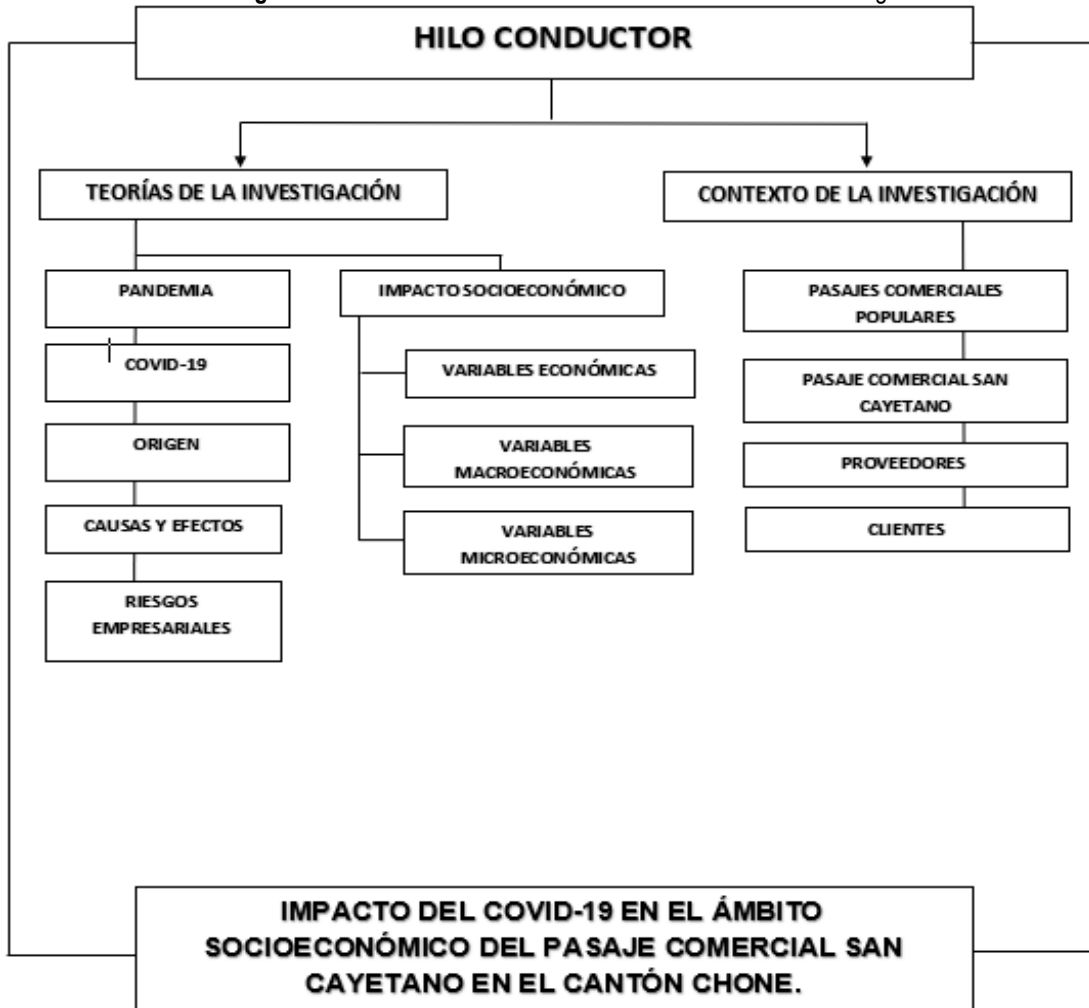 HILO CONDUCTOR
TEORÍAS DE LA INVESTIGACIÓN
PANDEMIA
COVID-19
ORIGEN
CAUSAS Y EFECTOS
RIESGOS
EMPRESARIALES
IMPACTO SOCIOECONÓMICO
VARIABLES ECONÓMICAS
VARIABLES
MACROECONÓMICAS
VARIABLES
MICROECONÓMICAS
CONTEXTO DE LA INVESTIGACIÓN
PASAJES COMERCIALES
POPULARES
PASAJE COMERCIAL SAN
CAYETANO
PROVEEDORES
CLIENTES
IMPACTO DEL COVID-19 EN EL ÁMBITO
SOCIOECONÓMICO DEL PASAJE COMERCIAL SAN
CAYETANO EN EL CANTÓN CHONE.